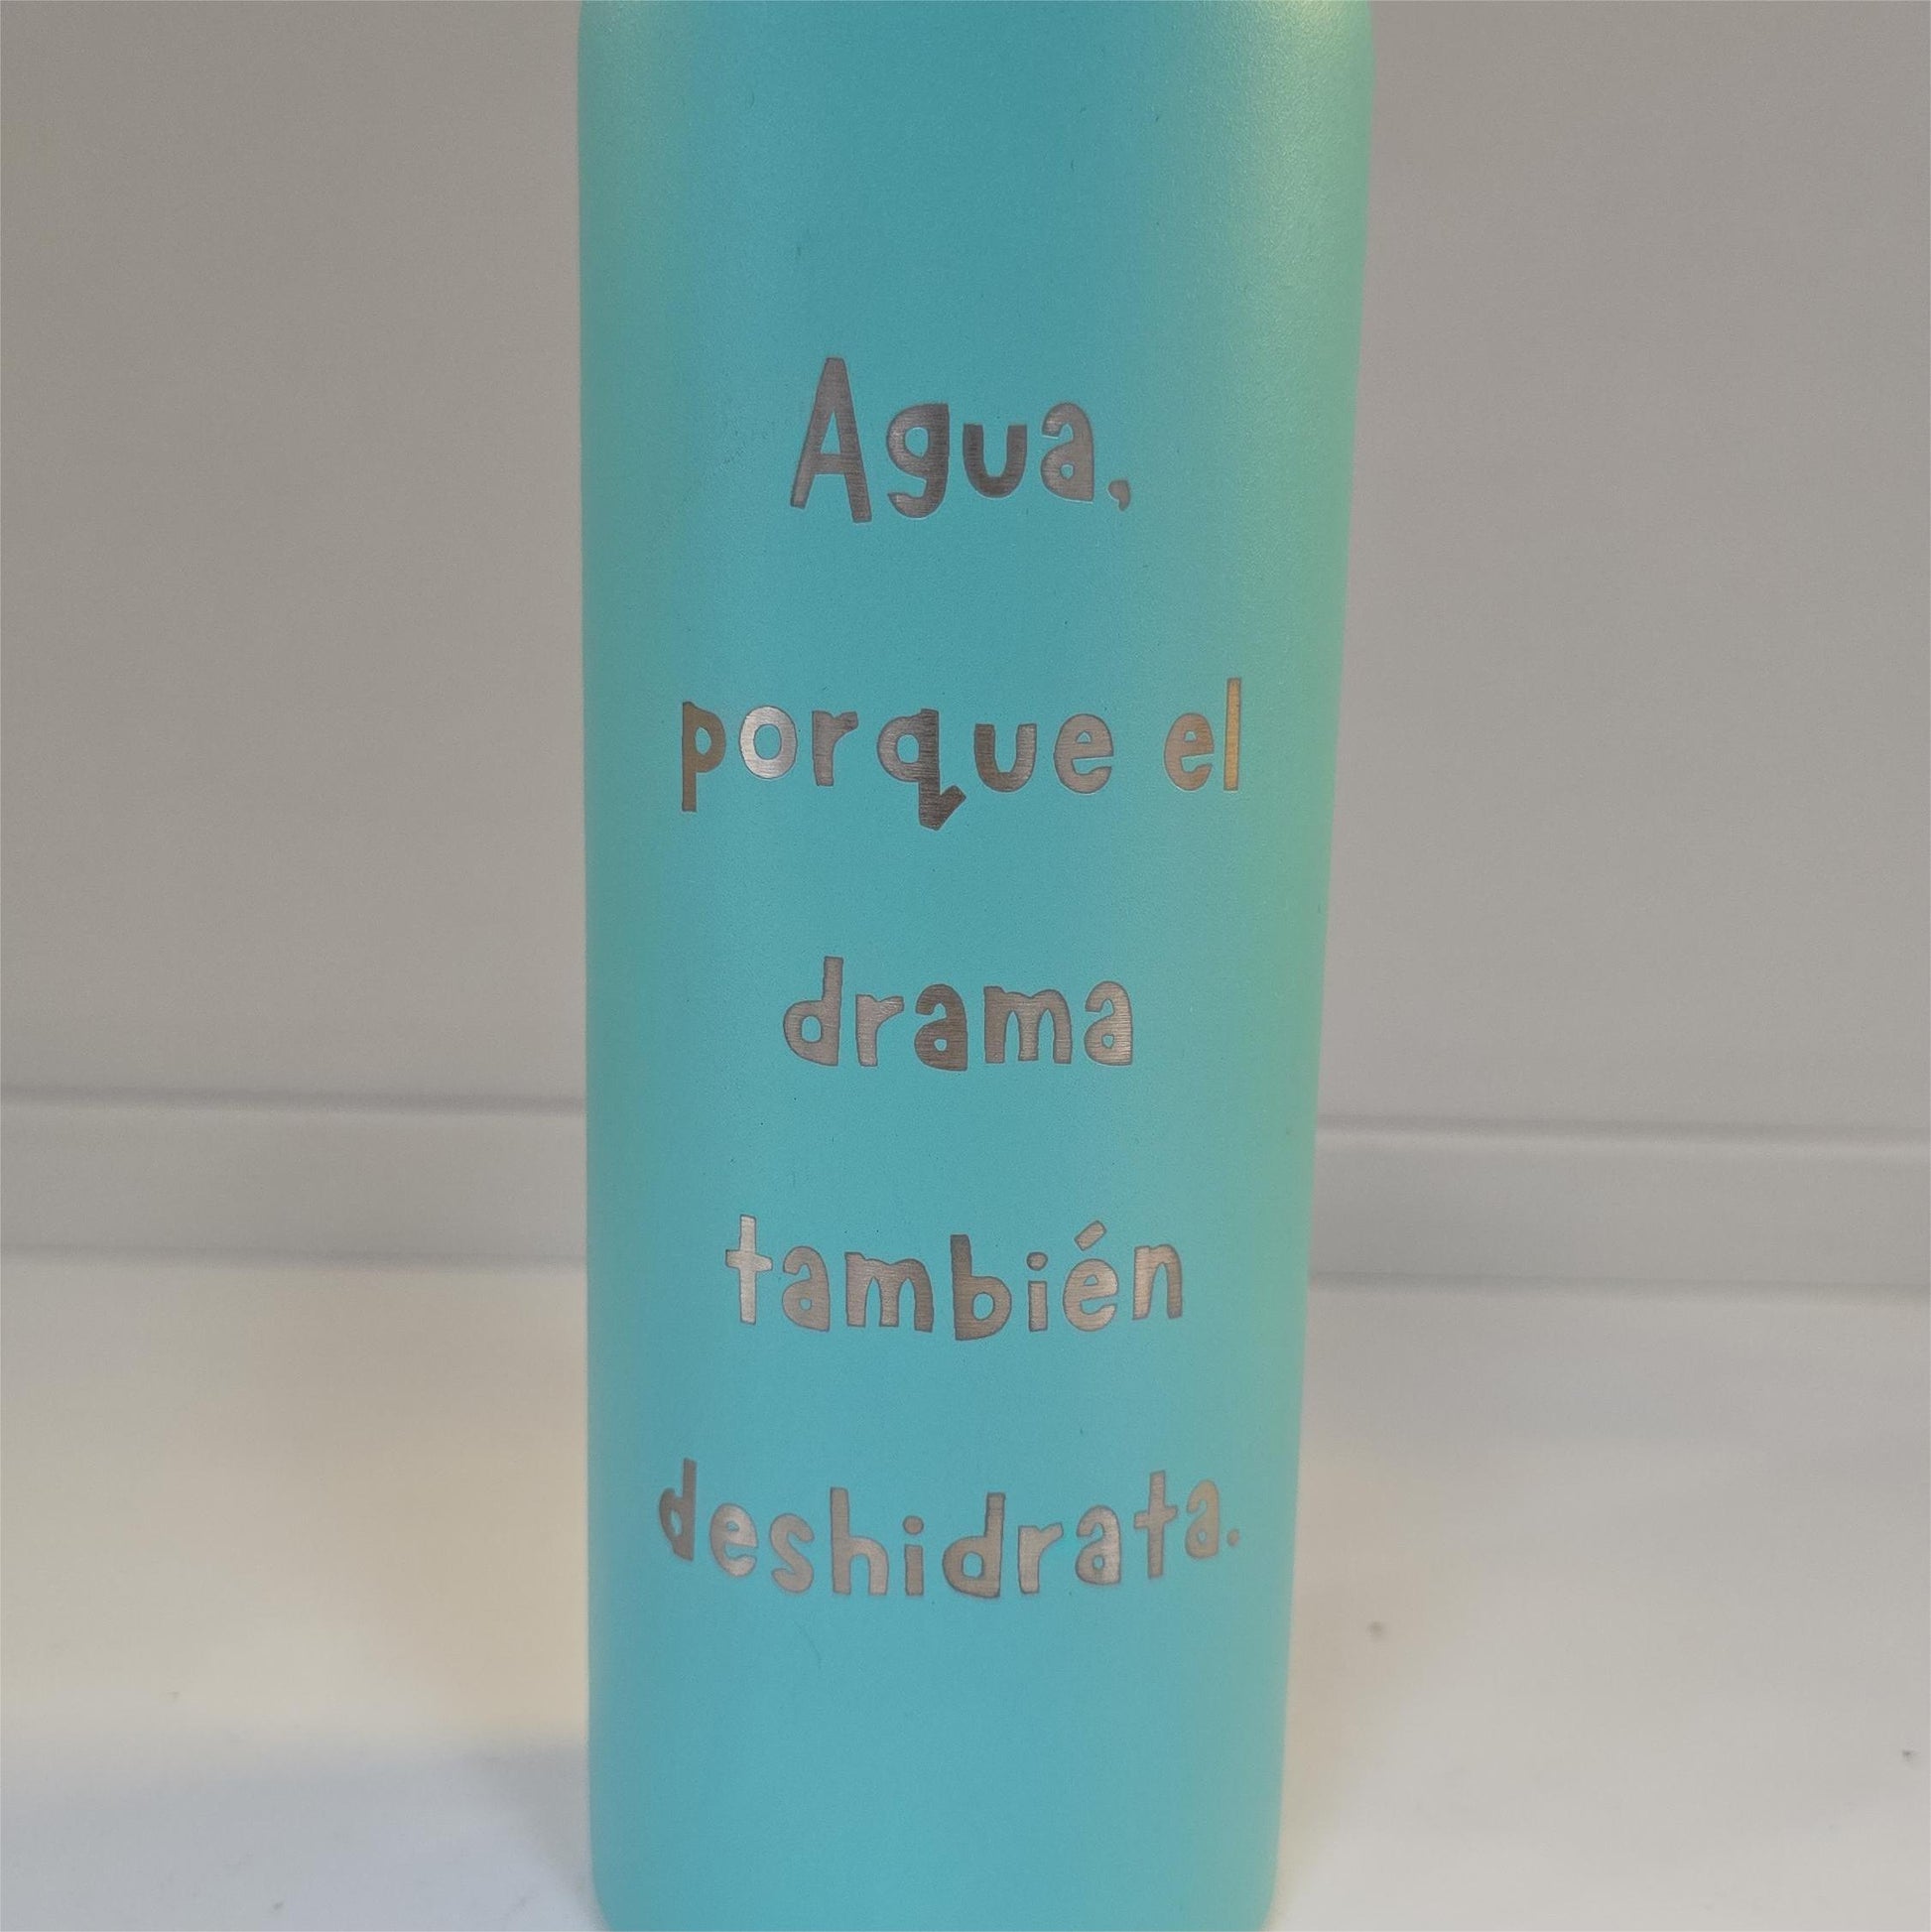 Agua,
porque el
drama
también
deshidrata.